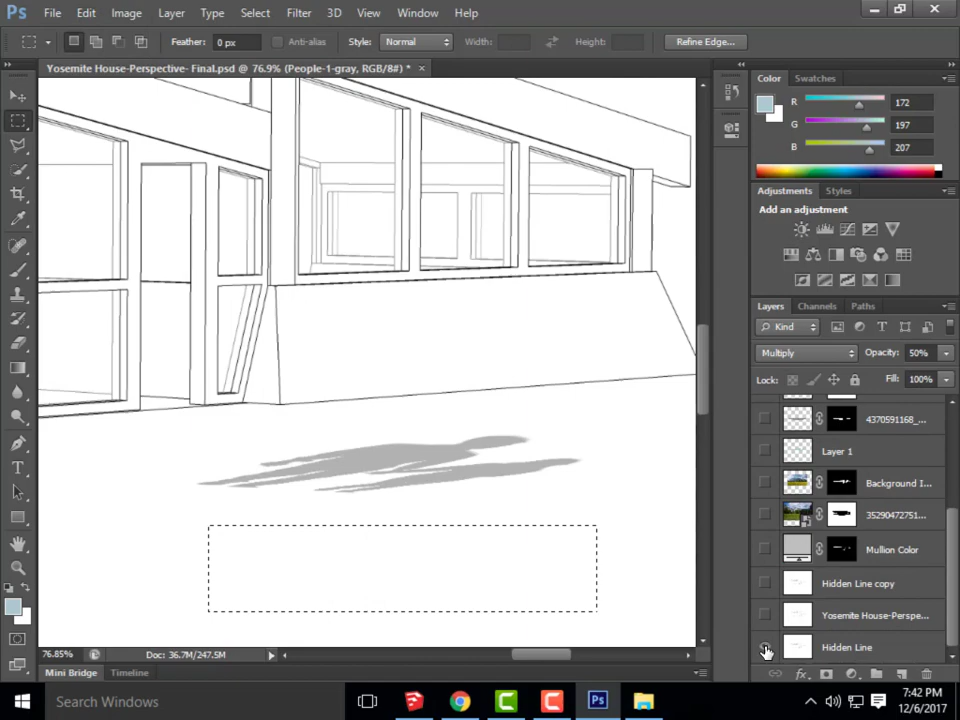 Ps File Edit Image Layer Type Select Filter 3D View Window Help
Feather: 0 px Anti-alias Style: Normal Width: Height: Refine Edge...
Yosemite House-Perspective- Final.psd @ 76.9% (People-1-gray, RGB/8#) * ×
Color Swatches
R 172
G 197
B 207
Adjustments Styles
Add an adjustment
Layers Channels Paths
Kind T
Multiply Opacity: 50%
Lock: Fill: 100%
4370591168_...
Layer 1
Background I...
35290472751...
Mullion Color
Hidden Line copy
Yosemite House-Perspe...
Hidden Line
fx
T
76.85% Doc: 36.7M/247.5M
Mini Bridge Timeline
Search Windows
Ps
7:42 PM
12/6/2017